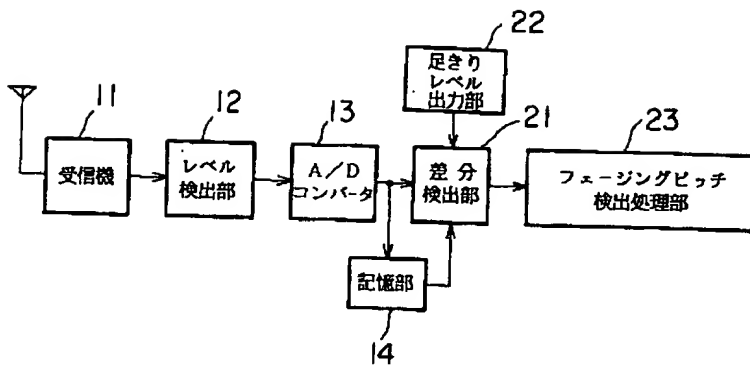 22
足きり
レベル
出力部
11
12
13
21
23
受信機
レベル
検出部
A/D
コンバータ
差分
検出部
フェージングピッチ
検出処理部
記憶部
14